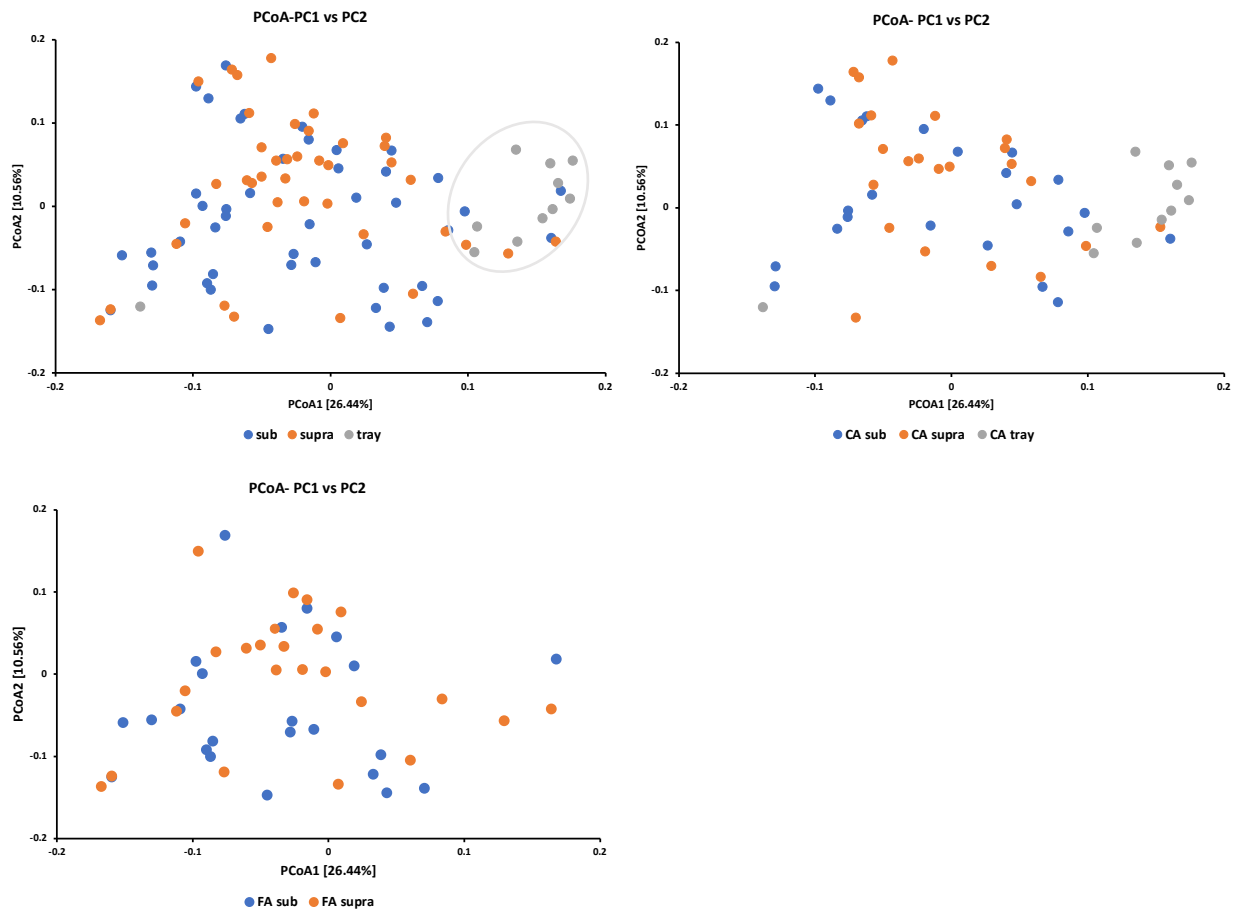 PCoA-PC1 vs PC2
0.2
0.1
0
-0.1
-0.2
-0.2 -0.1 0 0.1 0.2
PCoA2 [10.56%]
PCoA1 [26.44%]
sub supra tray
PCoA- PC1 vs PC2
0.2
0.1
0
-0.1
-0.2
-0.2 -0.1 0 0.1 0.2
PCoA2 [10.56%]
PCOA1 [26.44%]
CA sub CA supra CA tray
PCoA- PC1 vs PC2
0.2
0.1
0
-0.1
-0.2
-0.2 -0.1 0 0.1 0.2
PCoA2 [10.56%]
PCoA1 [26.44%]
FA sub FA supra